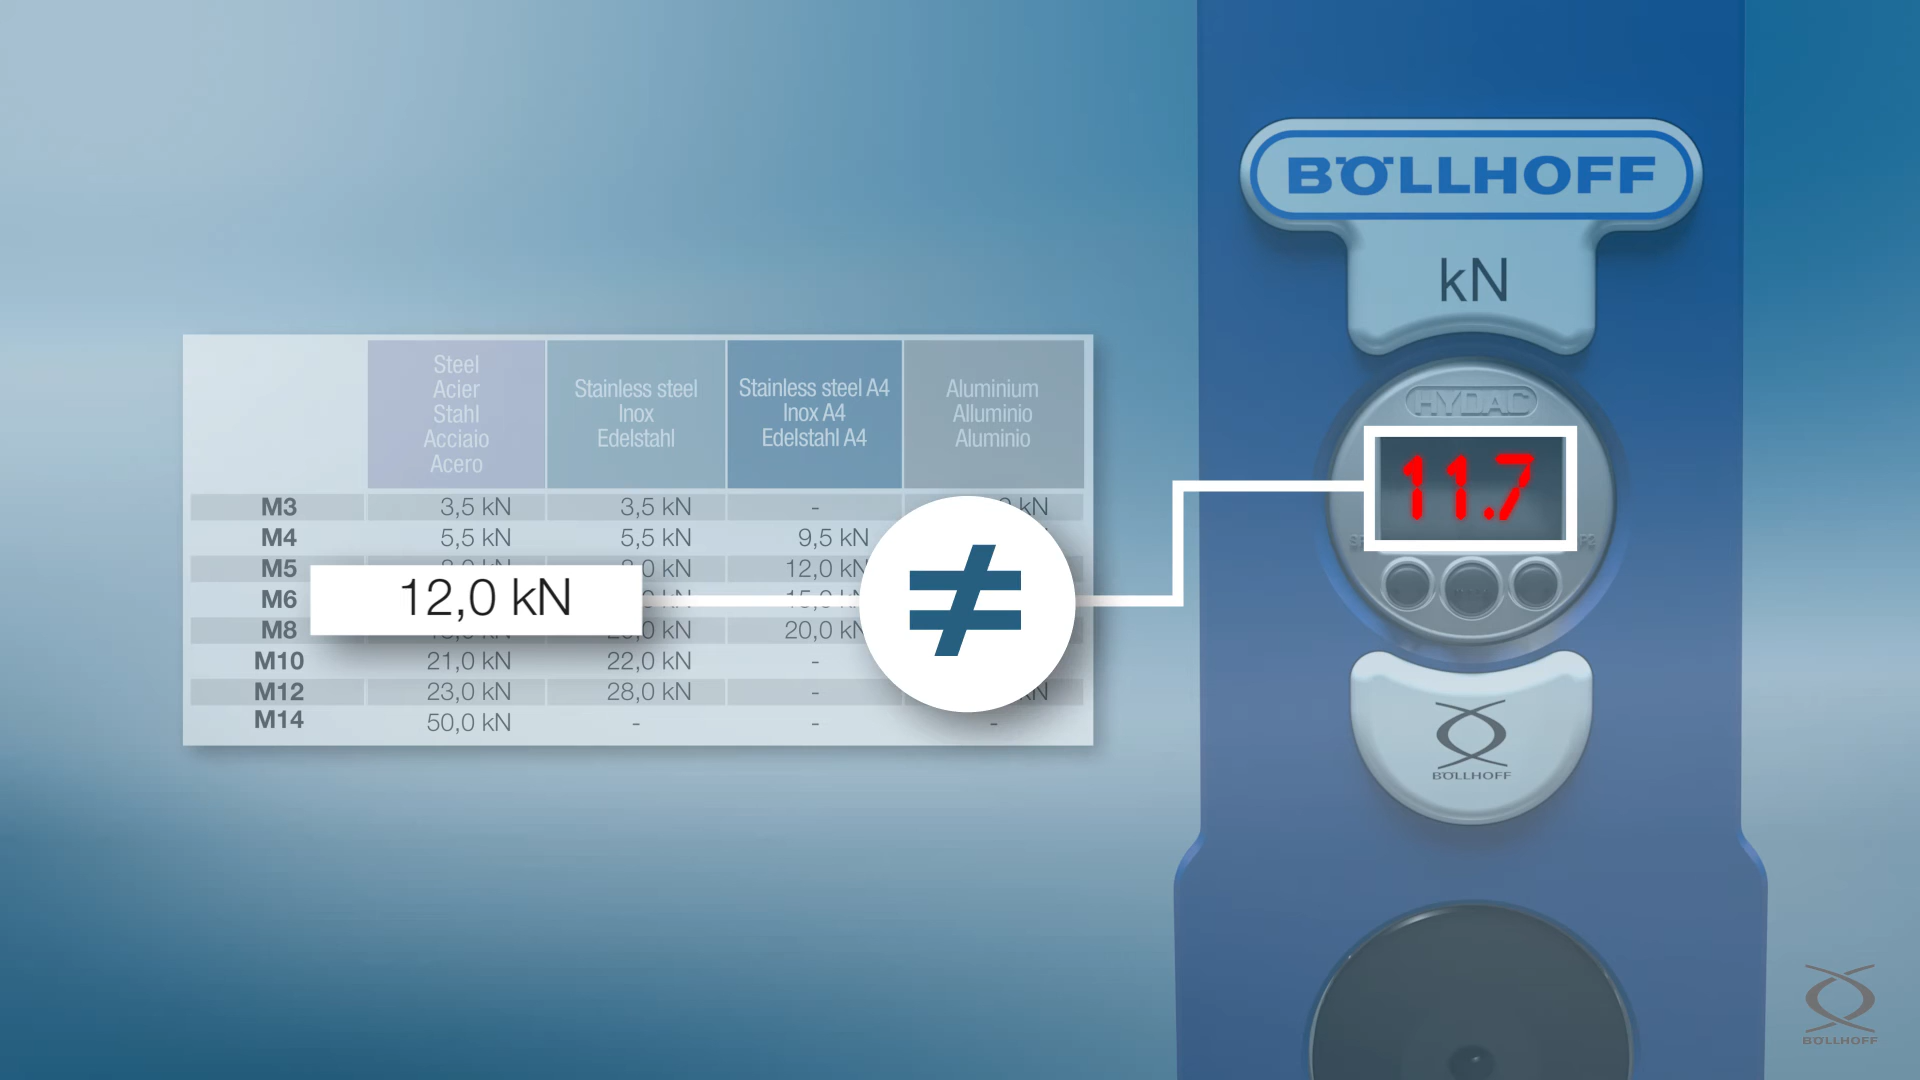 BÖLLHOFF
kN
HYDAC
11.7
Steel
Acier
Stahl
Acciaio
Acero
Stainless steel
Inox
Edelstahl
Stainless steel A4
Inox A4
Edelstahl A4
Aluminium
Alluminio
Aluminio
M3 3,5 kN 3,5 kN - kN
M4 5,5 kN 5,5 kN 9,5 kN
M5 12,0 kN
M6 12,0 kN ≠
M8 20,0 kN
M10 21,0 kN 22,0 kN -
M12 23,0 kN 28,0 kN -
M14 50,0 kN - - -
BÖLLHOFF
BÖLLHOFF